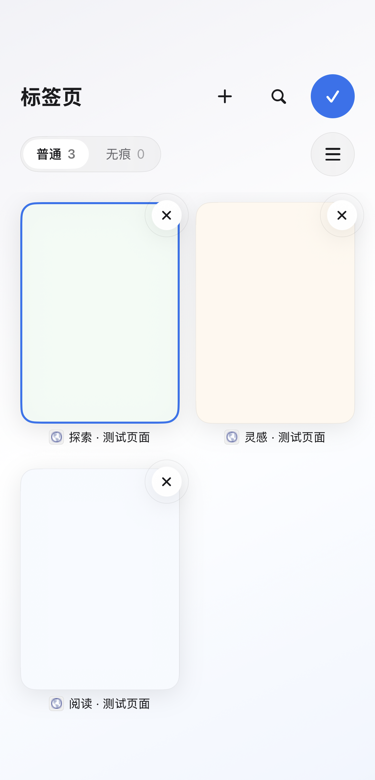 标签页
普通 3 无痕 0
探索 · 测试页面
灵感 · 测试页面
阅读 · 测试页面